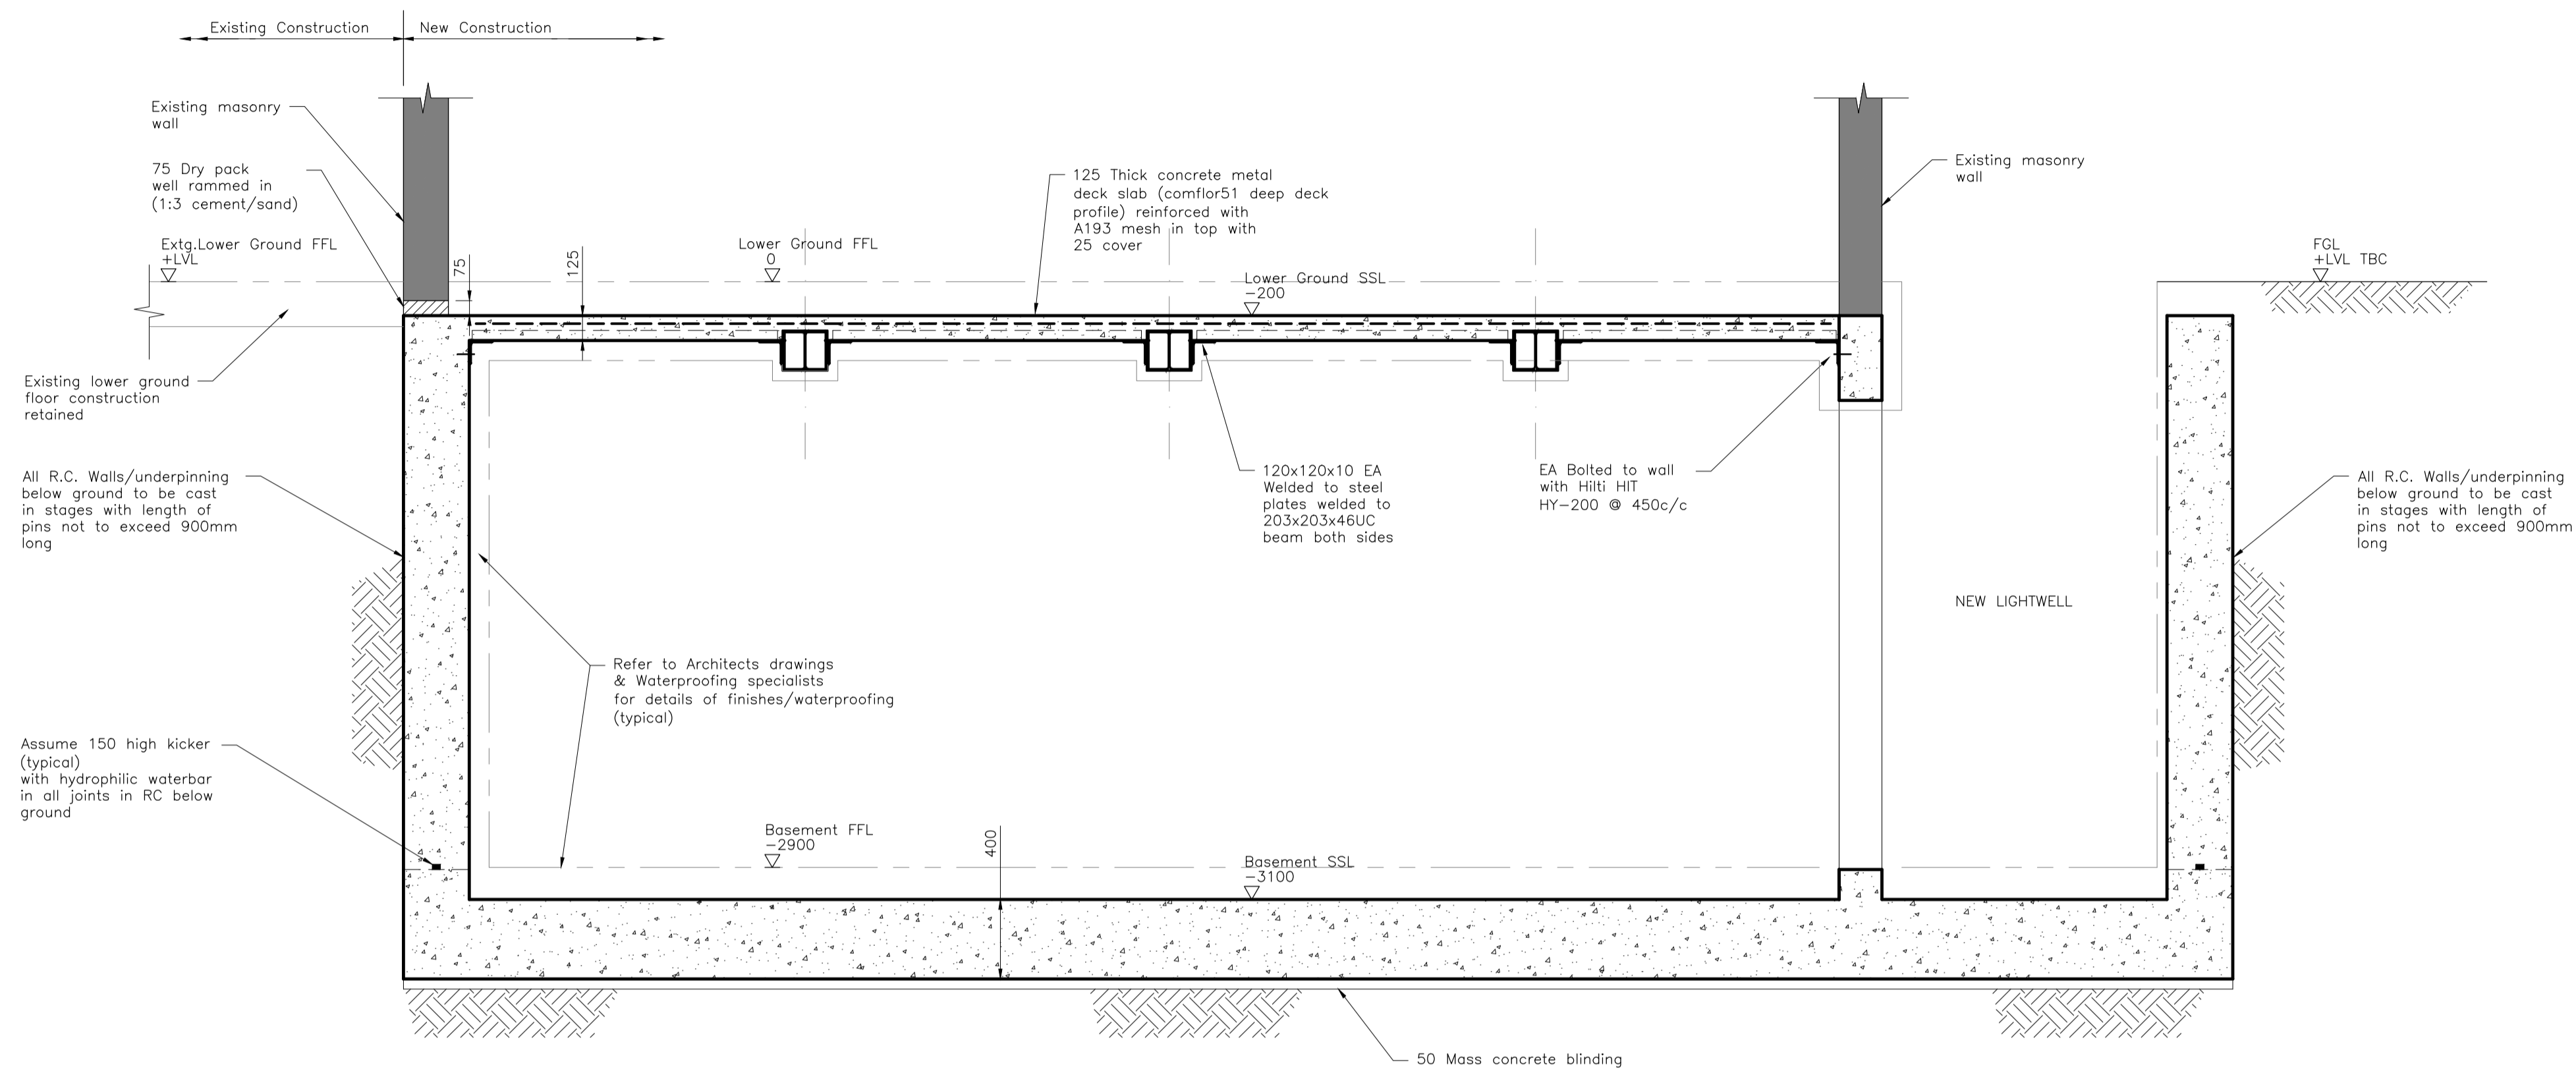 Existing Construction
New Construction
Existing masonry
wall
75 Dry pack
well rammed in
(1:3 cement/sand)
Extg.Lower Ground FFL
+LVL
75
125
Lower Ground FFL
0
125 Thick concrete metal
deck slab (comflor51 deep deck
profile) reinforced with
A193 mesh in top with
25 cover
Lower Ground SSL
-200
Existing masonry
wall
FGL
+LVL TBC
Existing lower ground
floor construction
retained
All R.C. Walls/underpinning
below ground to be cast
in stages with length of
pins not to exceed 900mm
long
120x120x10 EA
Welded to steel
plates welded to
203x203x46UC
beam both sides
EA Bolted to wall
with Hilti HIT
HY-200 @ 450c/c
All R.C. Walls/underpinning
below ground to be cast
in stages with length of
pins not to exceed 900mm
long
NEW LIGHTWELL
Refer to Architects drawings
& Waterproofing specialists
for details of finishes/waterproofing
(typical)
Assume 150 high kicker
(typical)
with hydrophilic waterbar
in all joints in RC below
ground
Basement FFL
-2900
400
Basement SSL
-3100
50 Mass concrete blinding